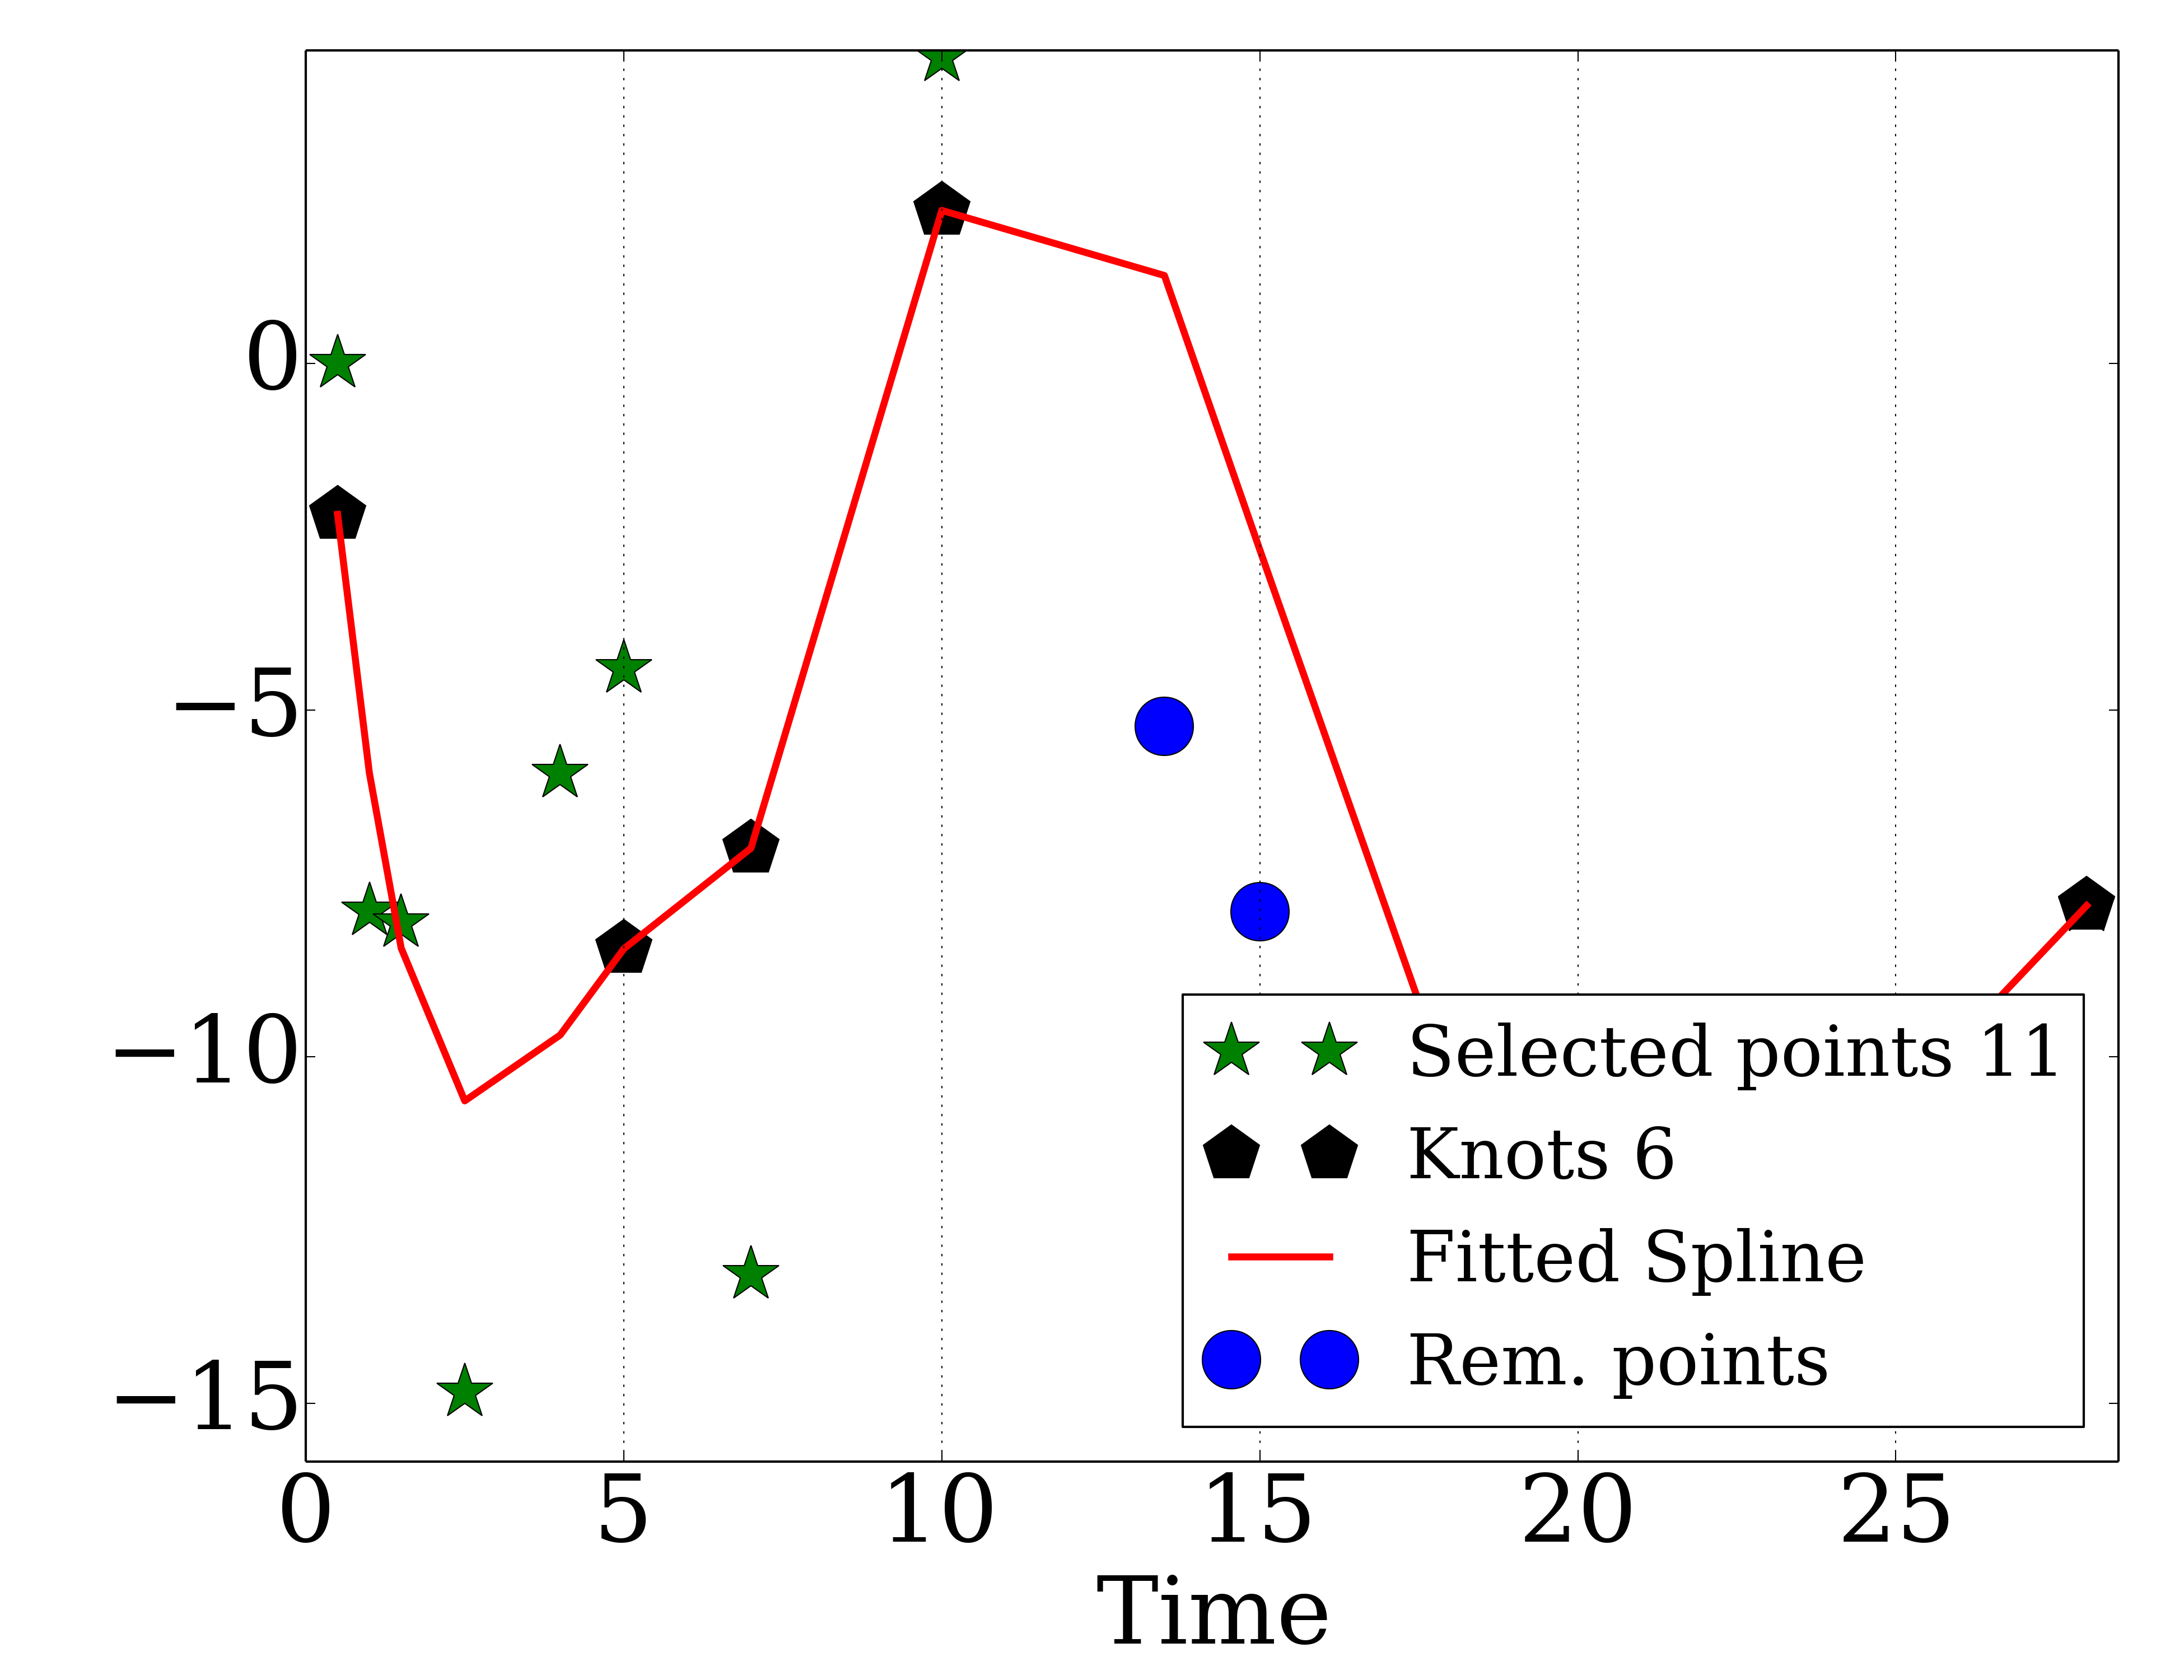 0
−5
−10
−15
0 5 10 15 20 25
Time
Selected points 11
Knots 6
Fitted Spline
Rem. points